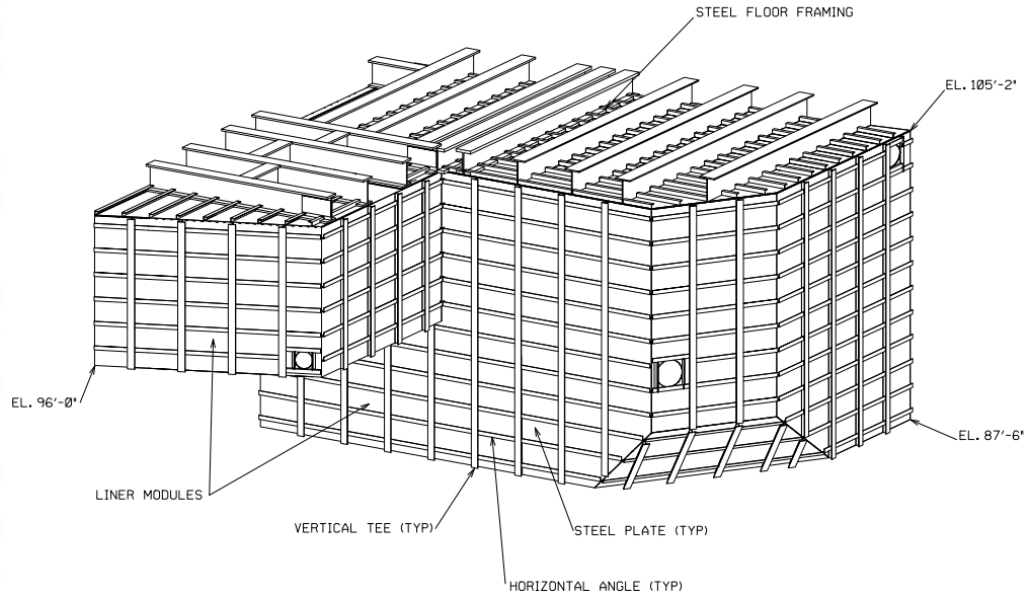 STEEL FLOOR FRAMING
EL. 105'-2"
EL. 96'-0"
EL. 87'-6"
LINER MODULES
VERTICAL TEE (TYP)
STEEL PLATE (TYP)
HORIZONTAL ANGLE (TYP)